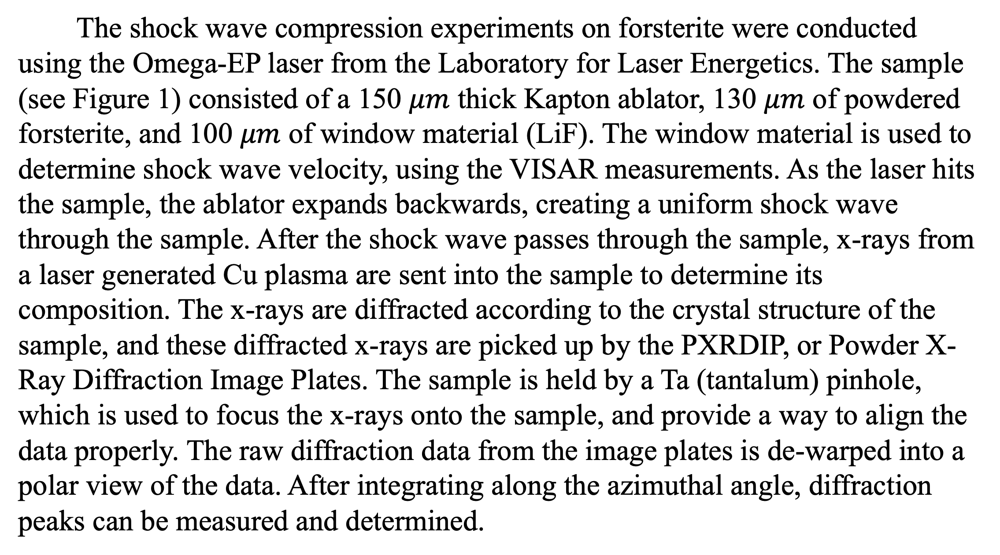 The shock wave compression experiments on forsterite were conducted
using the Omega-EP laser from the Laboratory for Laser Energetics. The sample
(see Figure 1) consisted of a 150 μm thick Kapton ablator, 130 μm of powdered
forsterite, and 100 μm of window material (LiF). The window material is used to
determine shock wave velocity, using the VISAR measurements. As the laser hits
the sample, the ablator expands backwards, creating a uniform shock wave
through the sample. After the shock wave passes through the sample, x-rays from
a laser generated Cu plasma are sent into the sample to determine its
composition. The x-rays are diffracted according to the crystal structure of the
sample, and these diffracted x-rays are picked up by the PXRDIP, or Powder X-
Ray Diffraction Image Plates. The sample is held by a Ta (tantalum) pinhole,
which is used to focus the x-rays onto the sample, and provide a way to align the
data properly. The raw diffraction data from the image plates is de-warped into a
polar view of the data. After integrating along the azimuthal angle, diffraction
peaks can be measured and determined.